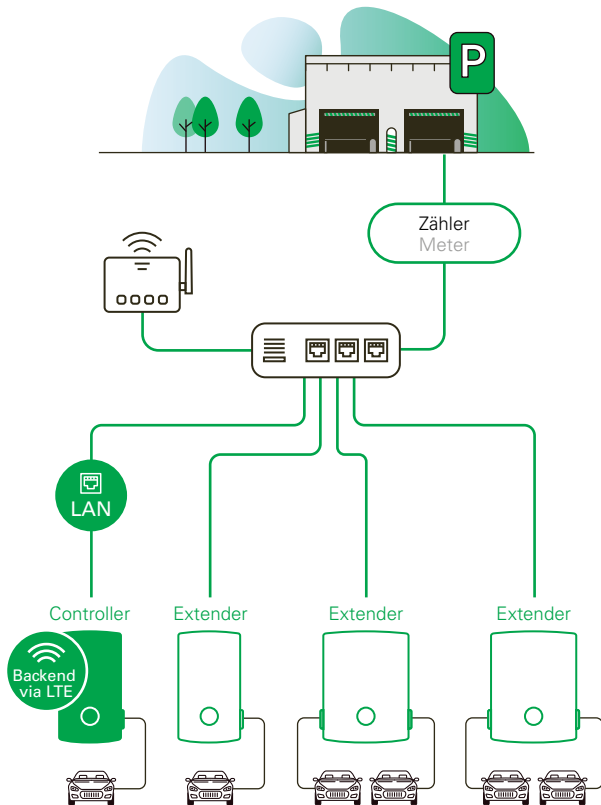 P
Zähler
Meter
LAN
Controller
Extender
Extender
Extender
Backend
via LTE